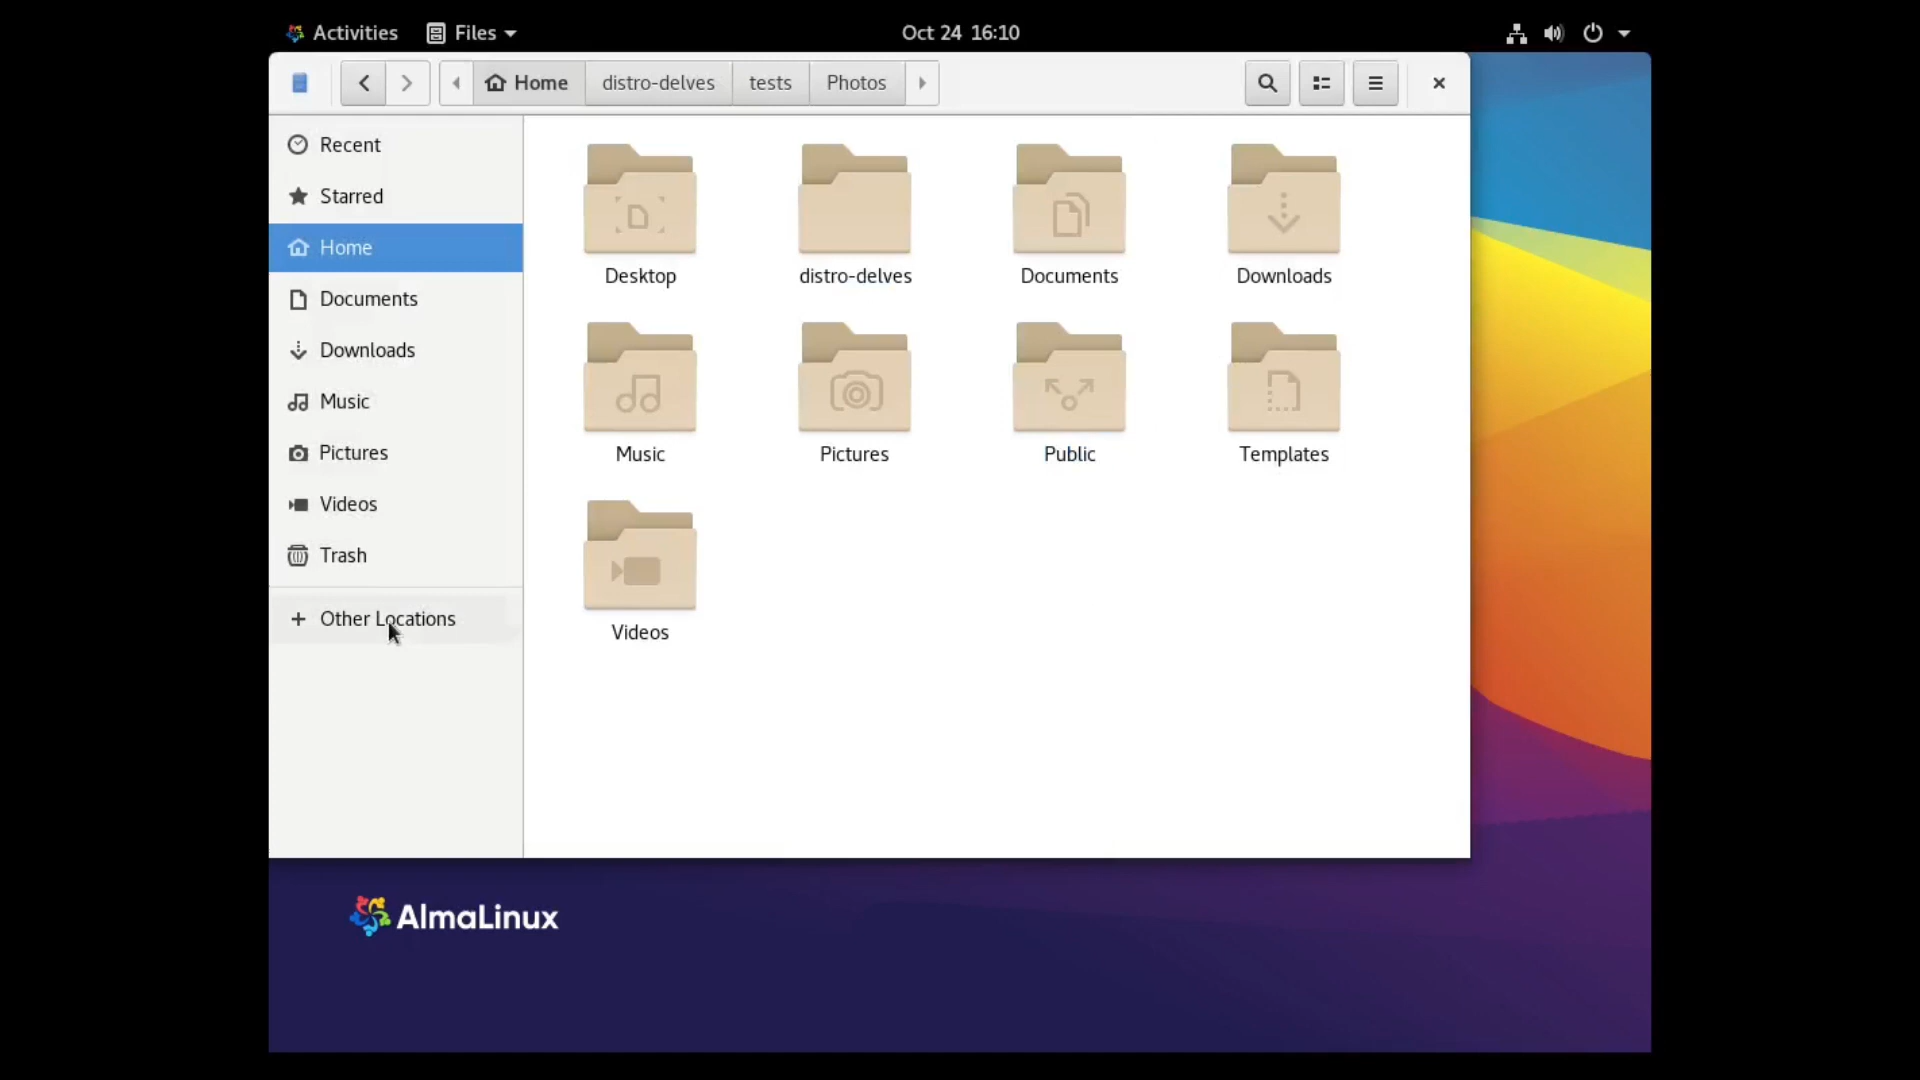 Activities Files Oct 24 16:10
Home distro-delves tests Photos
Recent
Starred
Home
Documents
Downloads
Music
Pictures
Videos
Trash
Other Locations
Desktop distro-delves Documents Downloads
Music Pictures Public Templates
Videos
AlmaLinux